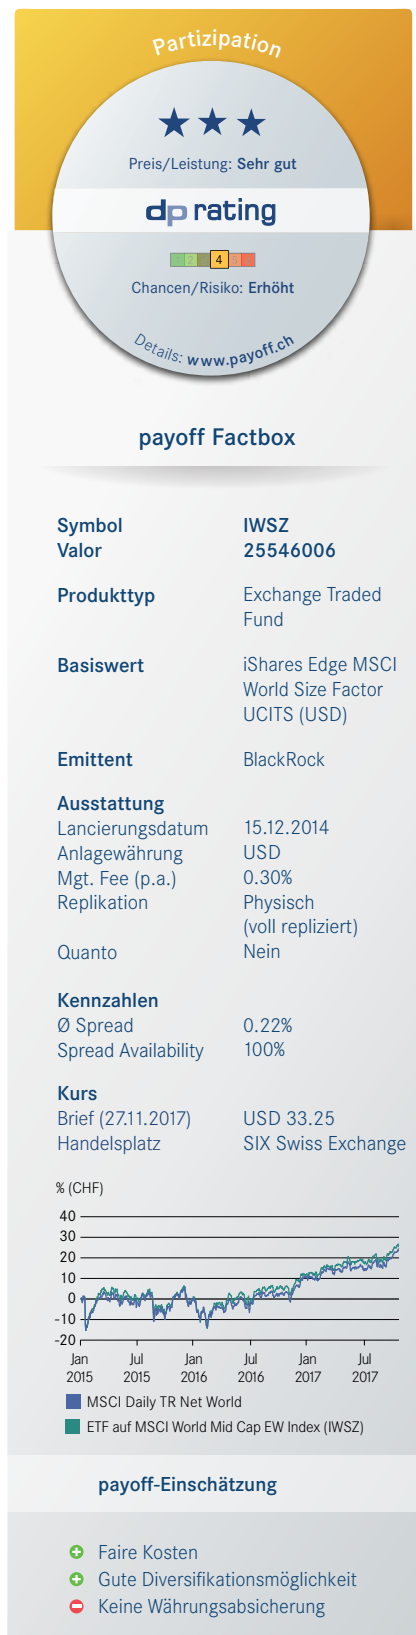 Partizipation
Preis/Leistung: Sehr gut
dp rating
2 4 5
Chancen/Risiko: Erhöht
Details: www.payoff.ch
payoff Factbox
Symbol IWSZ
Valor 25546006
Produkttyp Exchange Traded
Fund
Basiswert iShares Edge MSCI
World Size Factor
UCITS (USD)
Emittent BlackRock
Ausstattung
Lancierungsdatum 15.12.2014
Anlagewährung USD
Mgt. Fee (p.a.) 0.30%
Replikation Physisch
(voll repliziert)
Quanto Nein
Kennzahlen
Ø Spread 0.22%
Spread Availability 100%
Kurs
Brief (27.11.2017) USD 33.25
Handelsplatz SIX Swiss Exchange
% (CHF)
40
30
20
10
0
-10
-20
Jan Jul Jan Jul Jan Jul
2015 2015 2016 2016 2017 2017
MSCI Daily TR Net World
ETF auf MSCI World Mid Cap EW Index (IWSZ)
payoff-Einschätzung
Faire Kosten
Gute Diversifikationsmöglichkeit
Keine Währungsabsicherung